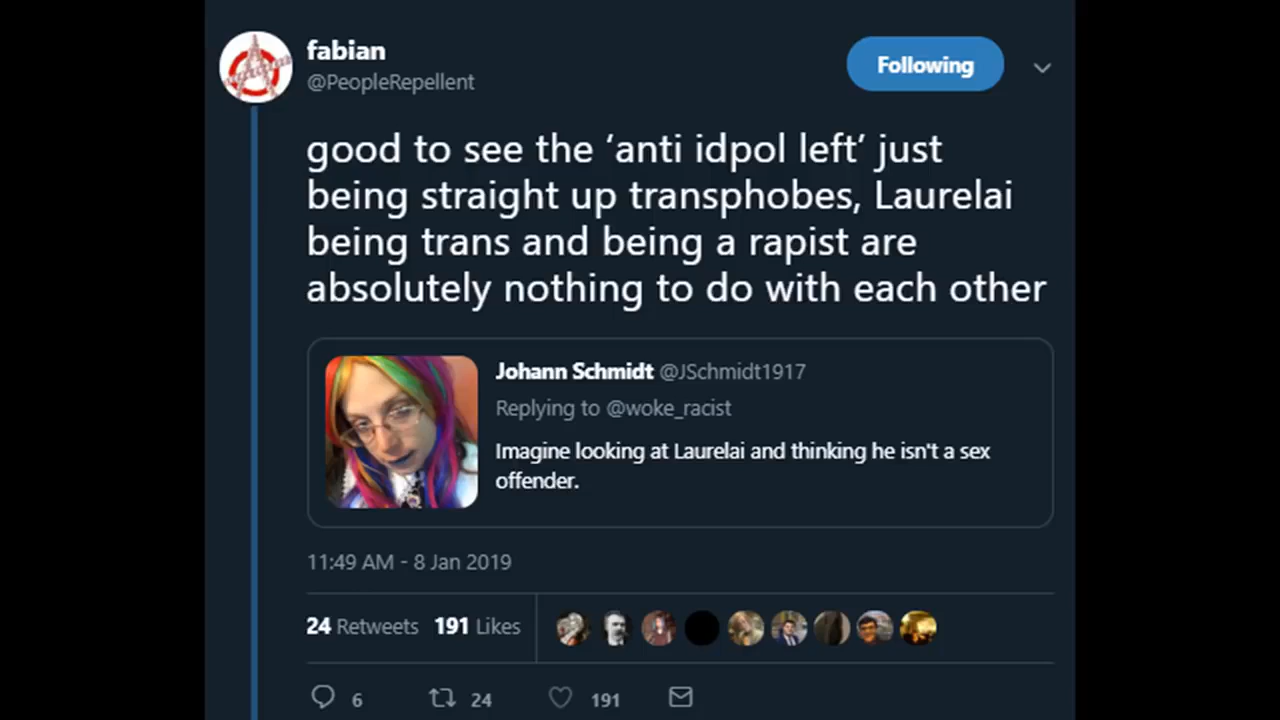 fabian
@PeopleRepellent
Following
good to see the ‘anti idpol left’ just
being straight up transphobes, Laurelai
being trans and being a rapist are
absolutely nothing to do with each other
Johann Schmidt @JSchmidt1917
Replying to @woke_racist
Imagine looking at Laurelai and thinking he isn't a sex
offender.
11:49 AM - 8 Jan 2019
24 Retweets 191 Likes
6 24 191